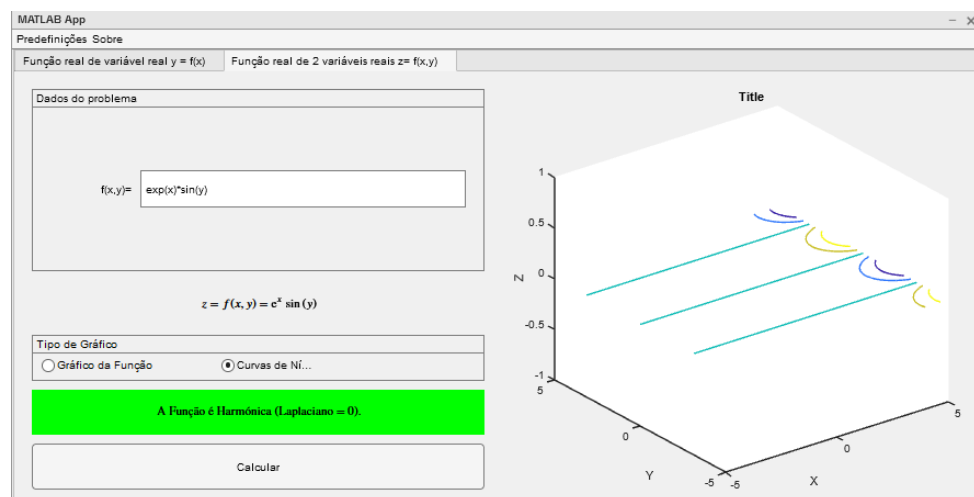 MATLAB App
Predefinições Sobre
Função real de variável real y = f(x)
Função real de 2 variáveis reais z= f(x,y)
Dados do problema
f(x,y)=
exp(x)*sin(y)
z = f(x, y) = e^x sin (y)
Tipo de Gráfico
Gráfico da Função
Curvas de Ní...
A Função é Harmónica (Laplaciano = 0).
Calcular
Title
1
0.5
0
-0.5
-1
Z
5
0
-5
Y
-5
0
5
X